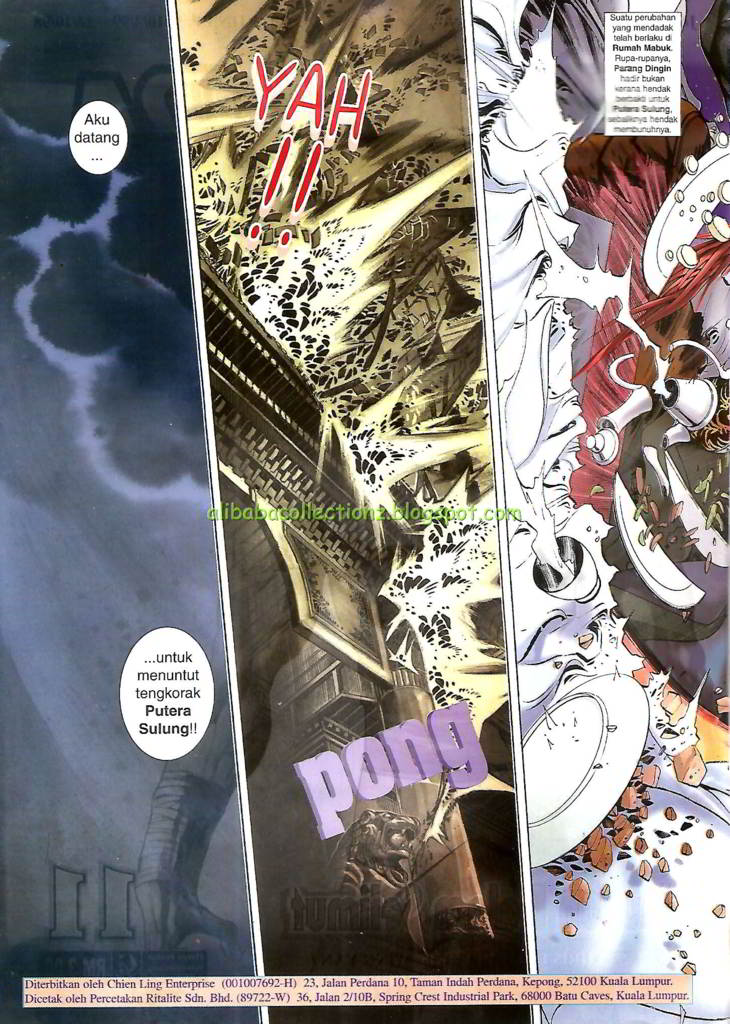 Aku
datang
...
YAH
!!
Suatu perubahan
yang mendadak
telah berlaku di
Rumah Mabuk.
Rupa-rupanya,
Parang Dingin
hadir bukan
kerana hendak
berbakti untuk
Putera Sulung,
sebaliknya hendak
membunuhnya.
alibabacollectionz.blogspot.com
...untuk
menuntut
tengkorak
Putera
Sulung!!
pong
11
Diterbitkan oleh Chien Ling Enterprise (001007692-H) 23, Jalan Perdana 10, Taman Indah Perdana, Kepong, 52100 Kuala Lumpur.
Dicetak oleh Percetakan Ritalite Sdn. Bhd. (89722-W) 36, Jalan 2/10B, Spring Crest Industrial Park, 68000 Batu Caves, Kuala Lumpur.